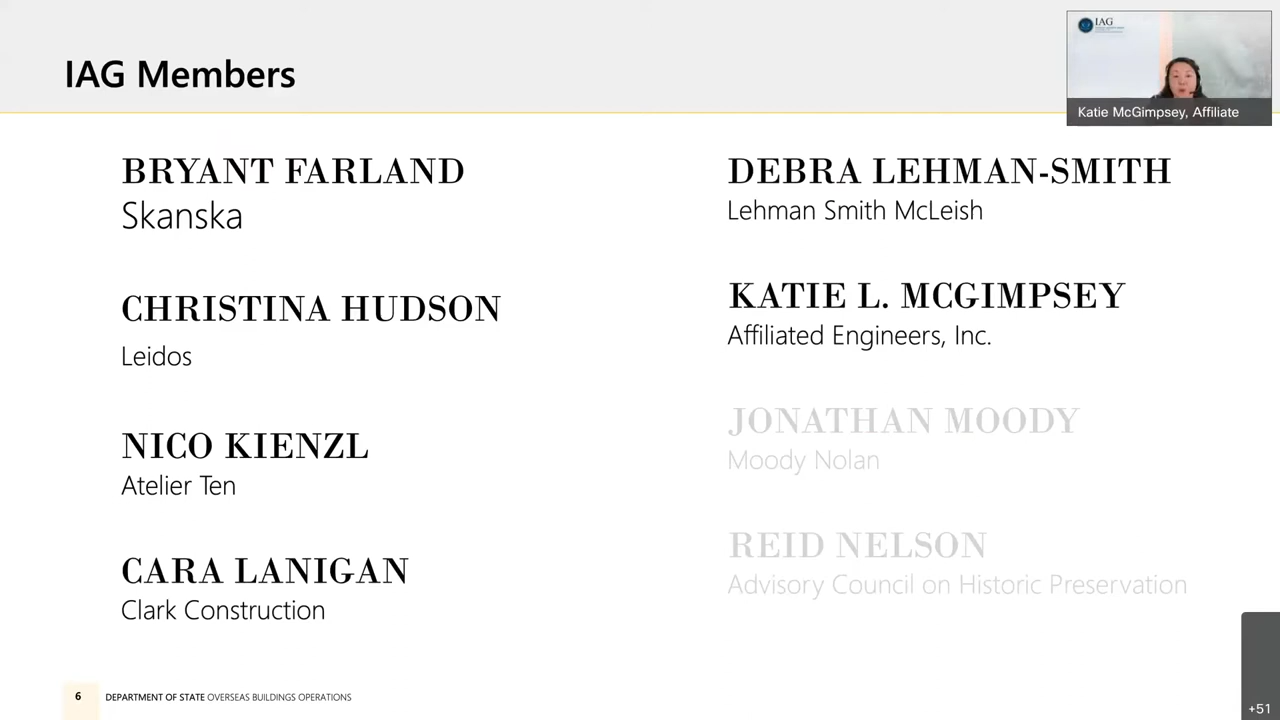 IAG Members
IAG
Katie McGimpsey, Affiliate
BRYANT FARLAND
Skanska
CHRISTINA HUDSON
Leidos
NICO KIENZL
Atelier Ten
CARA LANIGAN
Clark Construction
DEBRA LEHMAN-SMITH
Lehman Smith McLeish
KATIE L. MCGIMPSEY
Affiliated Engineers, Inc.
JONATHAN MOODY
Moody Nolan
REID NELSON
Advisory Council on Historic Preservation
6
DEPARTMENT OF STATE OVERSEAS BUILDINGS OPERATIONS
+51